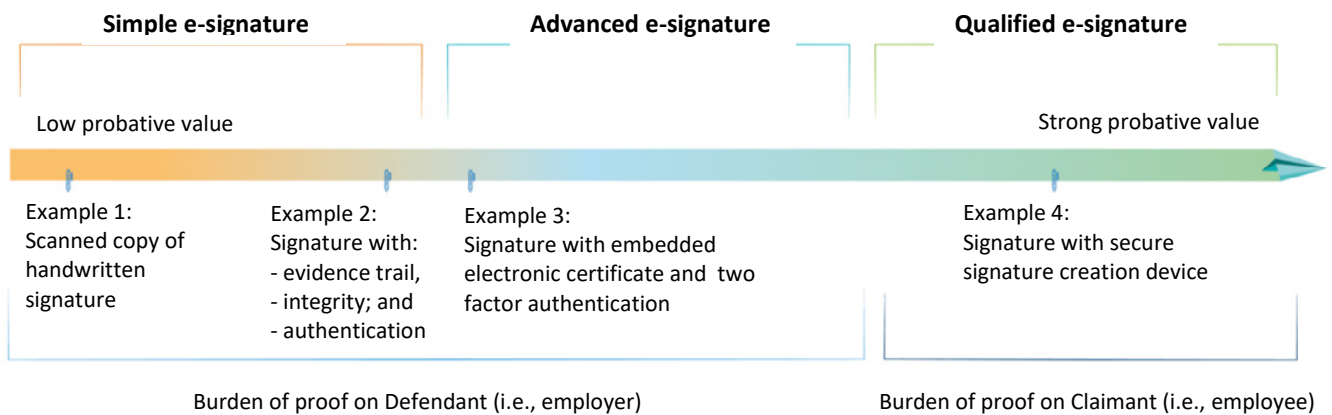 Simple e-signature
Advanced e-signature
Qualified e-signature
Low probative value
Strong probative value
Example 1:
Scanned copy of
handwritten
signature
Example 2:
Signature with:
- evidence trail,
- integrity; and
- authentication
Example 3:
Signature with embedded
electronic certificate and two
factor authentication
Example 4:
Signature with secure
signature creation device
Burden of proof on Defendant (i.e., employer)
Burden of proof on Claimant (i.e., employee)